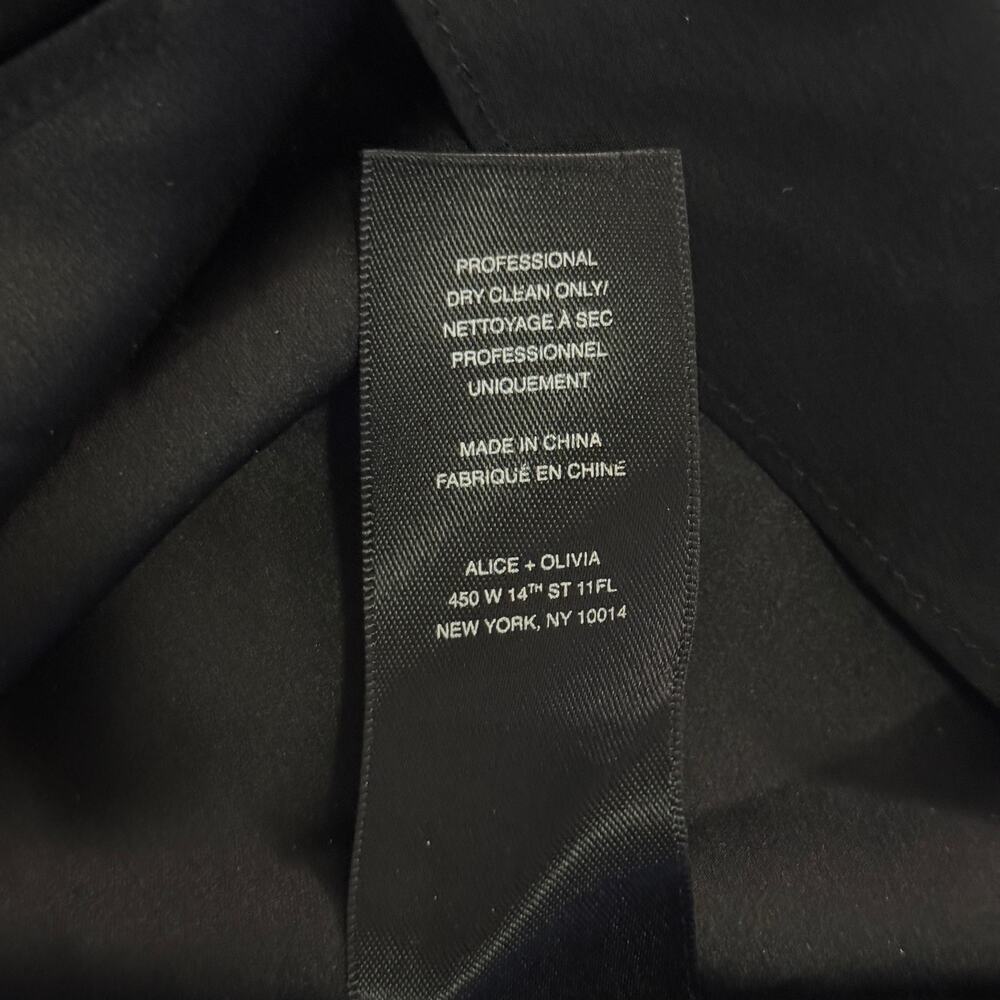 PROFESSIONAL
DRY CLEAN ONLY/
NETTOYAGE À SEC
PROFESSIONNEL
UNIQUEMENT
MADE IN CHINA
FABRIQUÉ EN CHINE
ALICE + OLIVIA
450 W 14TH ST 11FL
NEW YORK, NY 10014